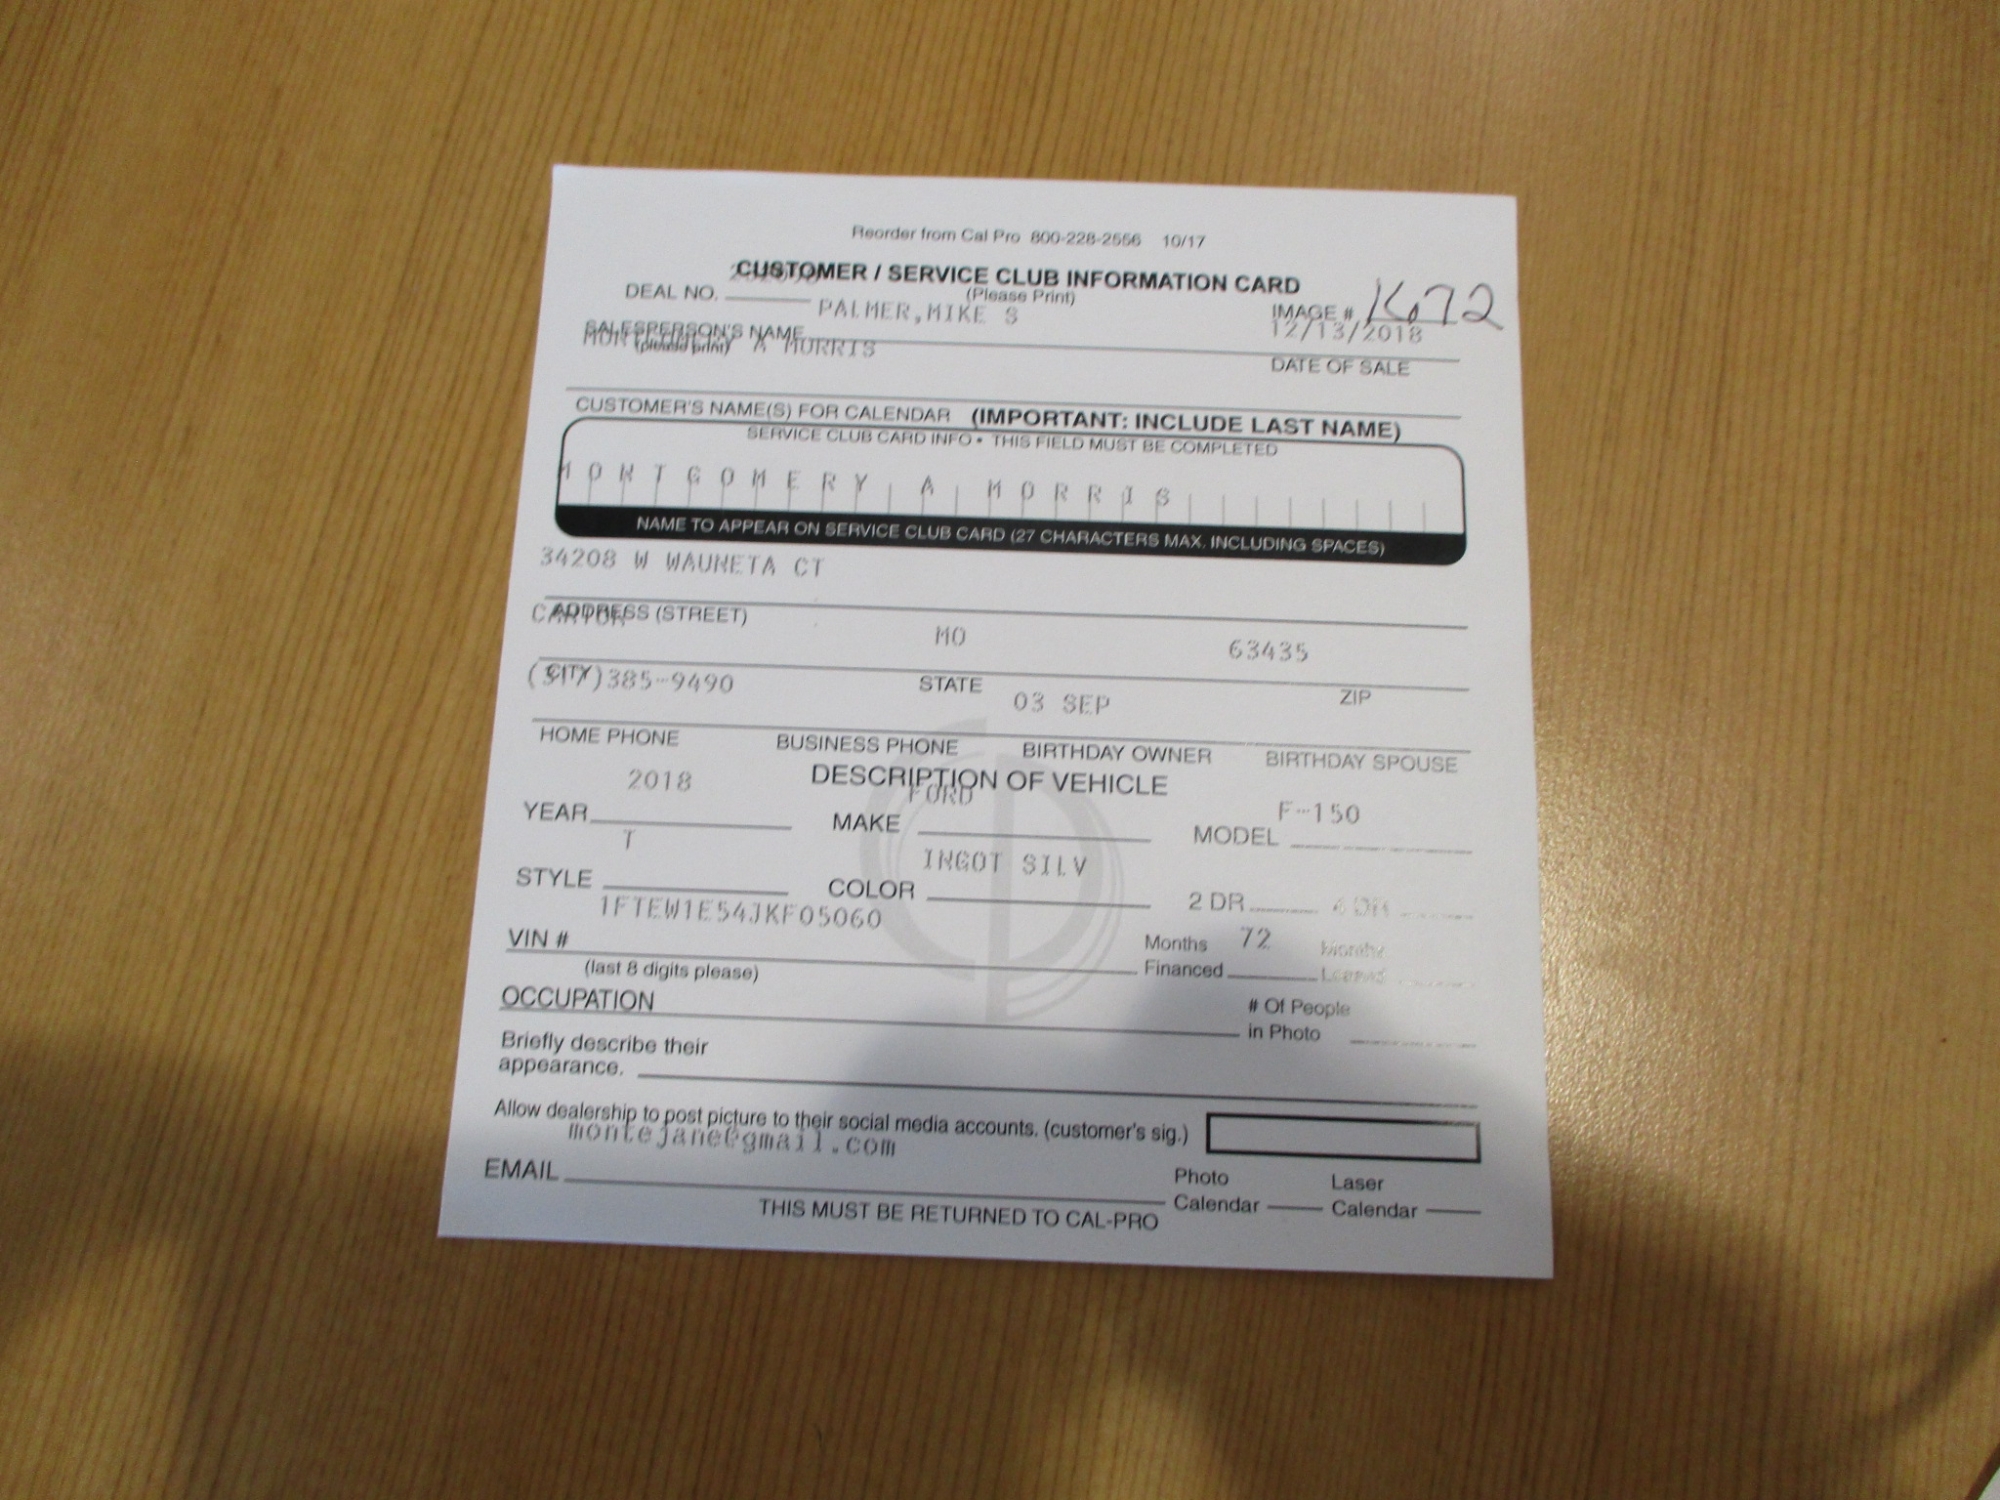 Reorder from Cal Pro 800-228-2556 10/17
CUSTOMER / SERVICE CLUB INFORMATION CARD
(Please Print)
DEAL NO.
PALMER,MIKE S
IMAGE # 1672
12/13/2018
SALESPERSON'S NAME
(please print)
A MORRIS
DATE OF SALE
CUSTOMER'S NAME(S) FOR CALENDAR (IMPORTANT: INCLUDE LAST NAME)
SERVICE CLUB CARD INFO • THIS FIELD MUST BE COMPLETED
MONTGOMERY A MORRIS
NAME TO APPEAR ON SERVICE CLUB CARD (27 CHARACTERS MAX. INCLUDING SPACES)
34208 W WAUNETA CT
ADDRESS (STREET)
MO 63435
CITY STATE ZIP
385-9490 03 SEP
HOME PHONE BUSINESS PHONE BIRTHDAY OWNER BIRTHDAY SPOUSE
DESCRIPTION OF VEHICLE
YEAR 2018 MAKE FORD MODEL F-150
STYLE T COLOR INGOT SILV 2 DR 4 DR
VIN # 1FTEW1E54JKF05060
(last 8 digits please)
Months Financed 72 Months Leased
OCCUPATION
# Of People in Photo
Briefly describe their
appearance.
Allow dealership to post picture to their social media accounts. (customer's sig.)
EMAIL montejane@gmail.com
Photo Calendar Laser Calendar
THIS MUST BE RETURNED TO CAL-PRO